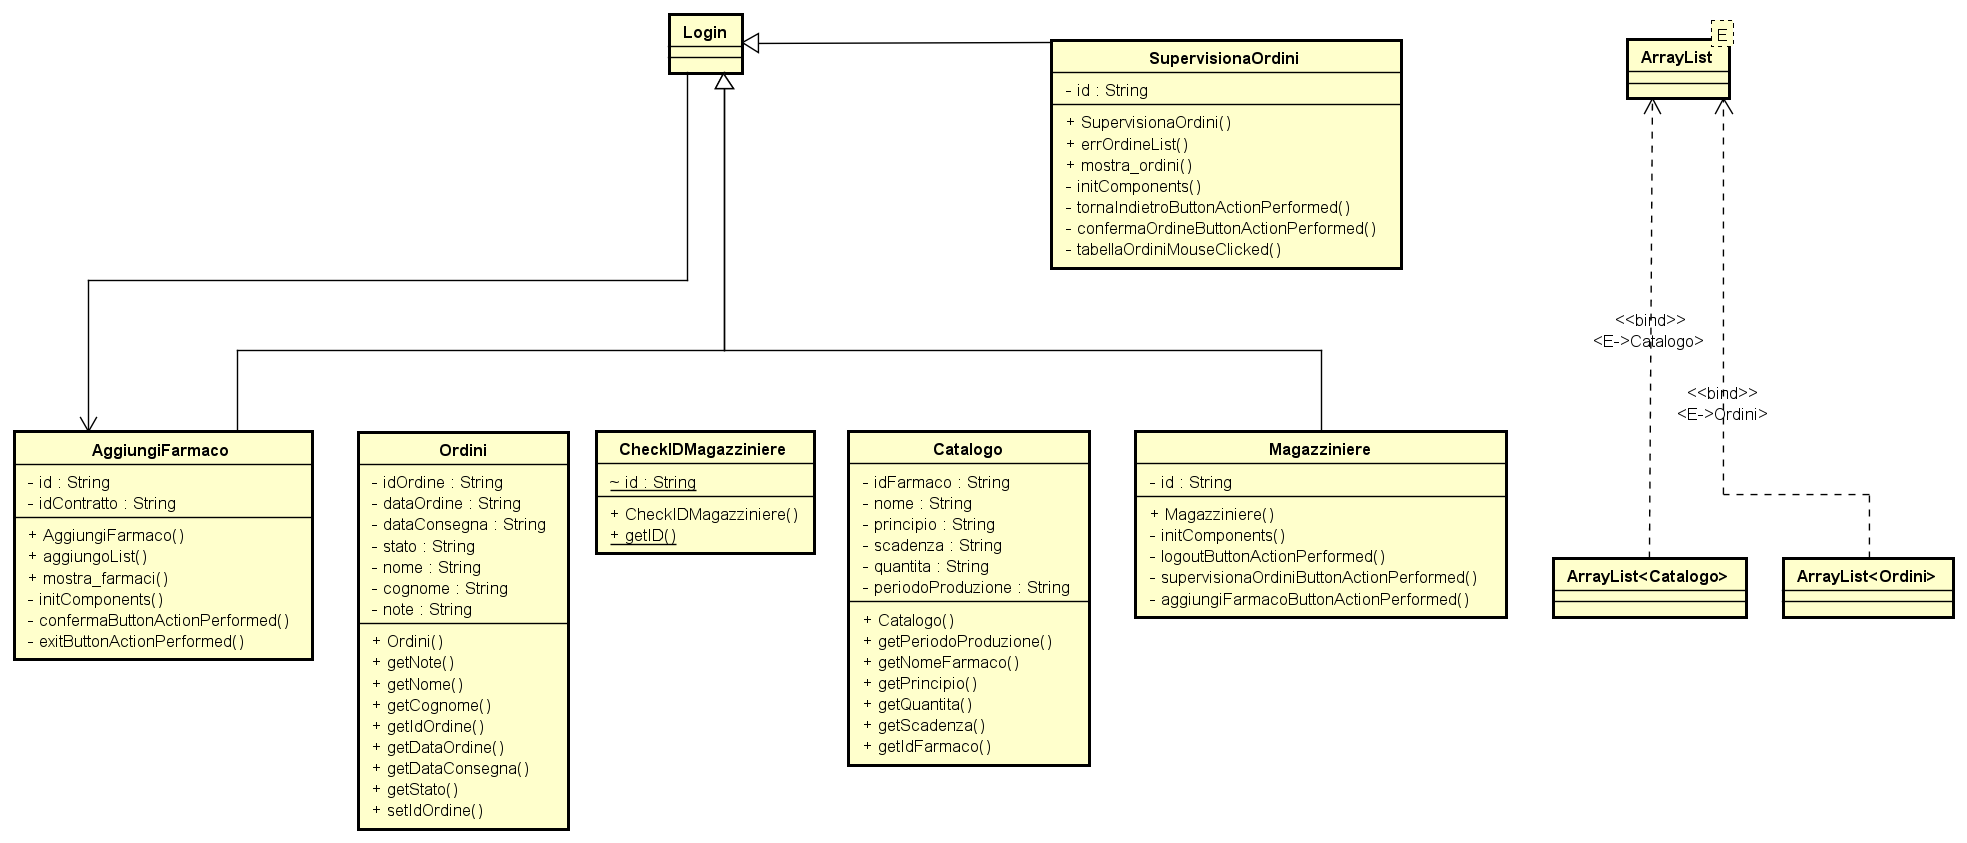 Login
SupervisionaOrdini
- id : String
+ SupervisionaOrdini()
+ errOrdineList()
+ mostra_ordini()
- initComponents()
- tornaIndietroButtonActionPerformed()
- confermaOrdineButtonActionPerformed()
- tabellaOrdiniMouseClicked()
E
ArrayList
<<bind>>
<E->Catalogo>
<<bind>>
<E->Ordini>
AggiungiFarmaco
- id : String
- idContratto : String
+ AggiungiFarmaco()
+ aggiungoList()
+ mostra_farmaci()
- initComponents()
- confermaButtonActionPerformed()
- exitButtonActionPerformed()
Ordini
- idOrdine : String
- dataOrdine : String
- dataConsegna : String
- stato : String
- nome : String
- cognome : String
- note : String
+ Ordini()
+ getNote()
+ getNome()
+ getCognome()
+ getIdOrdine()
+ getDataOrdine()
+ getDataConsegna()
+ getStato()
+ setIdOrdine()
CheckIDMagazziniere
~ id : String
+ CheckIDMagazziniere()
+ getID()
Catalogo
- idFarmaco : String
- nome : String
- principio : String
- scadenza : String
- quantita : String
- periodoProduzione : String
+ Catalogo()
+ getPeriodoProduzione()
+ getNomeFarmaco()
+ getPrincipio()
+ getQuantita()
+ getScadenza()
+ getIdFarmaco()
Magazziniere
- id : String
+ Magazziniere()
- initComponents()
- logoutButtonActionPerformed()
- supervisionaOrdiniButtonActionPerformed()
- aggiungiFarmacoButtonActionPerformed()
ArrayList<Catalogo>
ArrayList<Ordini>